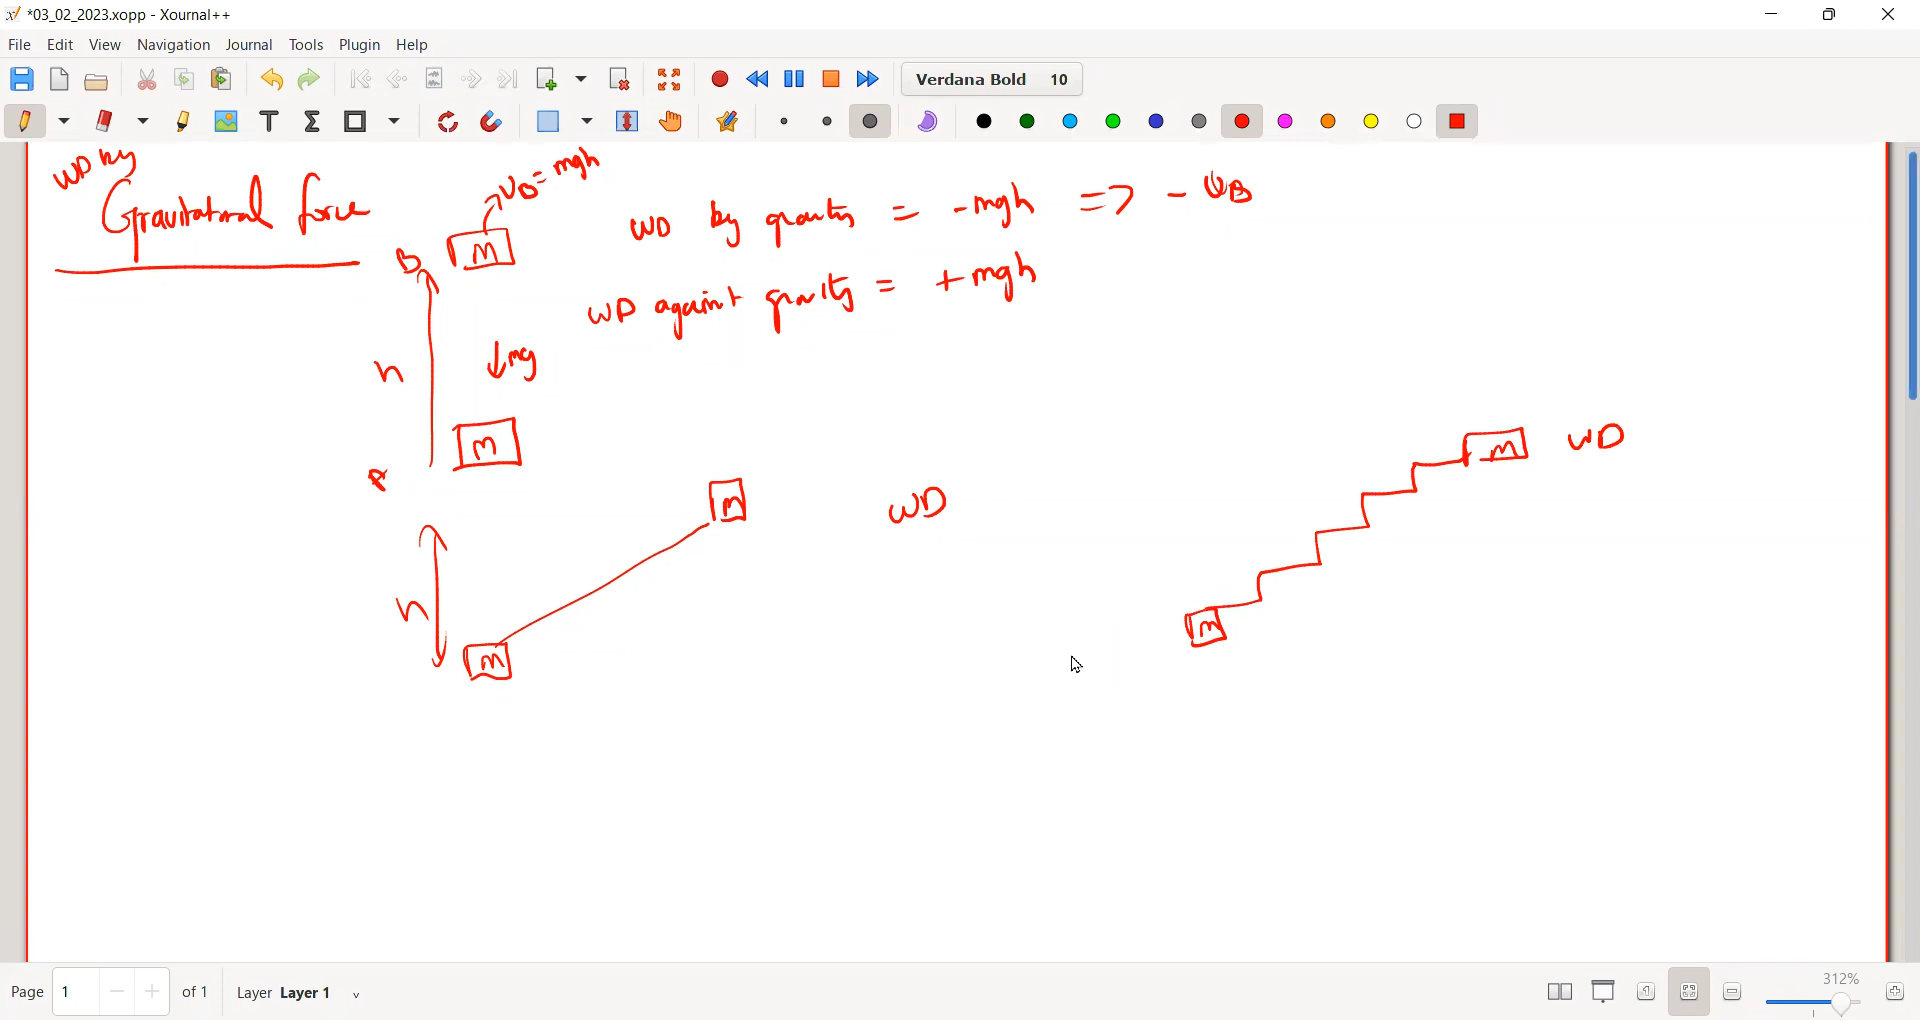 *03_02_2023.xopp - Xournal++
File Edit View Navigation Journal Tools Plugin Help
Verdana Bold 10
WD by
Gravitational force
UB = mgh
WD by gravity = -mgh => - UB
B
m
WD against gravity = +mgh
h
↓mg
m
A
m
WD
m
WD
h
m
m
Page 1 of 1 Layer Layer 1
312%